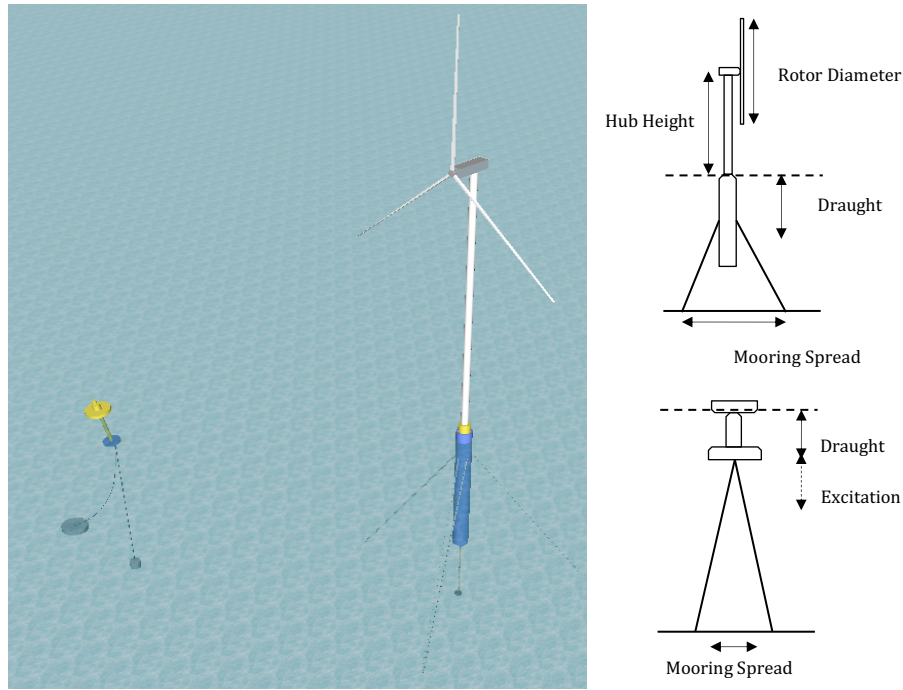 Rotor Diameter
Hub Height
Draught
Mooring Spread
Draught
Excitation
Mooring Spread